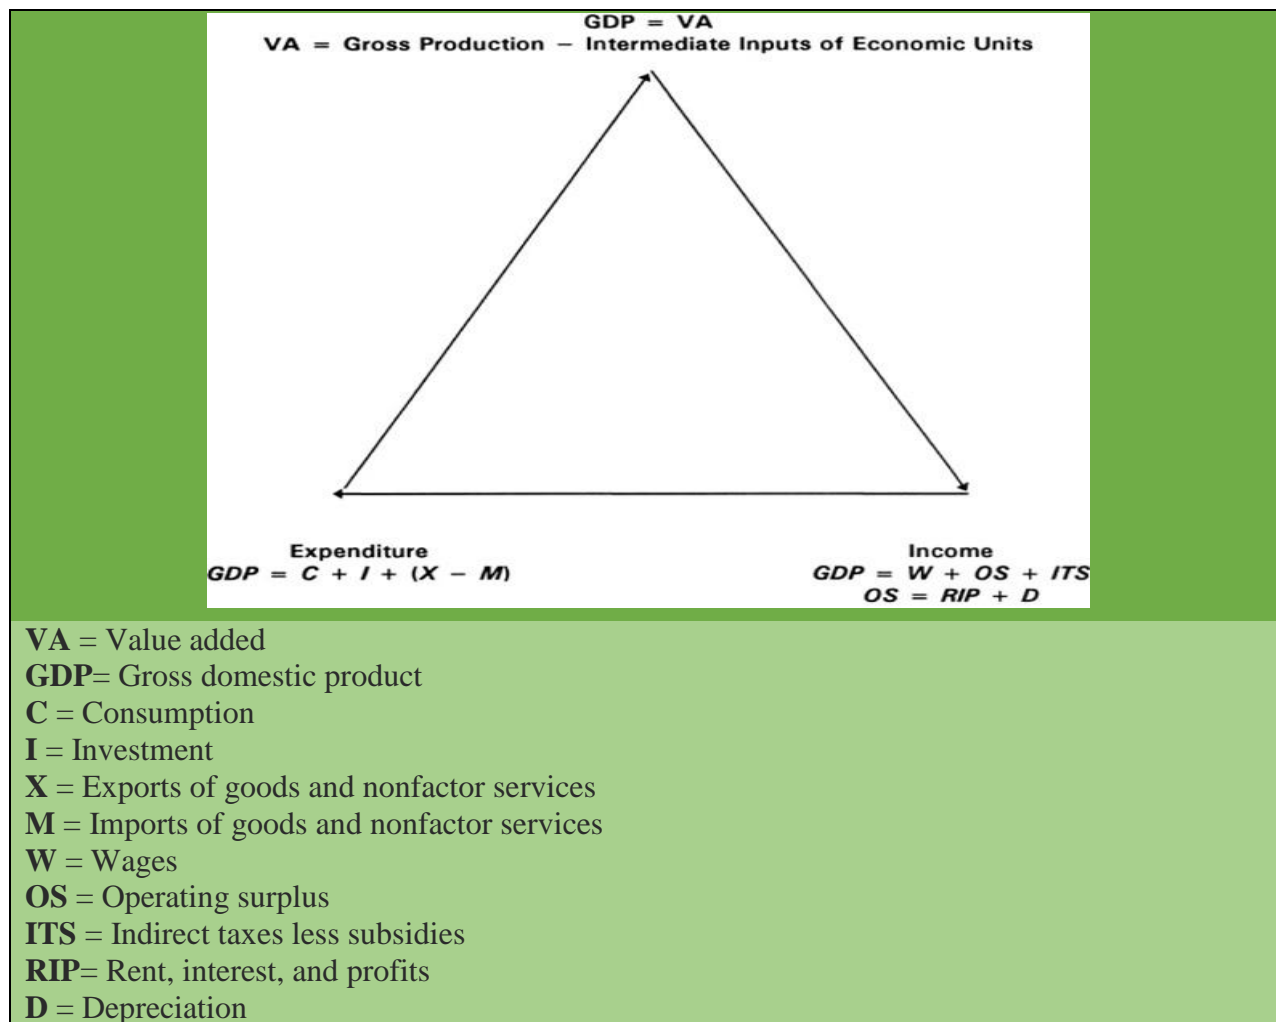 GDP = VA
VA = Gross Production – Intermediate Inputs of Economic Units
Expenditure
GDP = C + I + (X – M)
Income
GDP = W + OS + ITS
OS = RIP + D
VA = Value added
GDP= Gross domestic product
C = Consumption
I = Investment
X = Exports of goods and nonfactor services
M = Imports of goods and nonfactor services
W = Wages
OS = Operating surplus
ITS = Indirect taxes less subsidies
RIP= Rent, interest, and profits
D = Depreciation